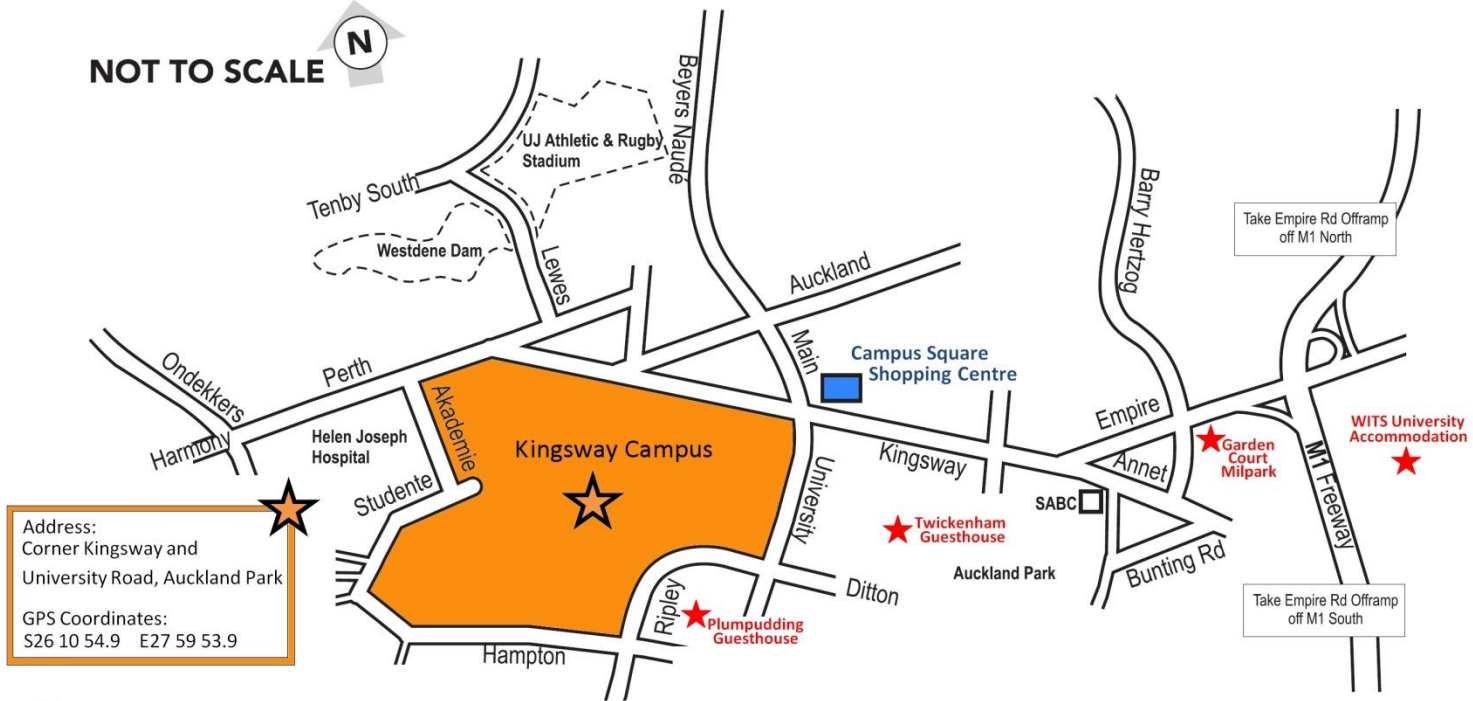 N
NOT TO SCALE
Beyers Naudé
UJ Athletic & Rugby
Stadium
Tenby South
Barry Hertzog
Take Empire Rd Offramp
off M1 North
Westdene Dam
Lewes
Auckland
Ondekkers
Perth
Main
Campus Square
Shopping Centre
Akademie
Empire
WITS University
Accommodation
Harmony
Helen Joseph
Hospital
Kingsway Campus
Kingsway
Annet
Garden
Court
Milpark
Studente
University
SABC
M1 Freeway
Address:
Corner Kingsway and
University Road, Auckland Park
GPS Coordinates:
S26 10 54.9 E27 59 53.9
Twickenham
Guesthouse
Auckland Park
Bunting Rd
Ditton
Ripley
Plumpudding
Guesthouse
Take Empire Rd Offramp
off M1 South
Hampton